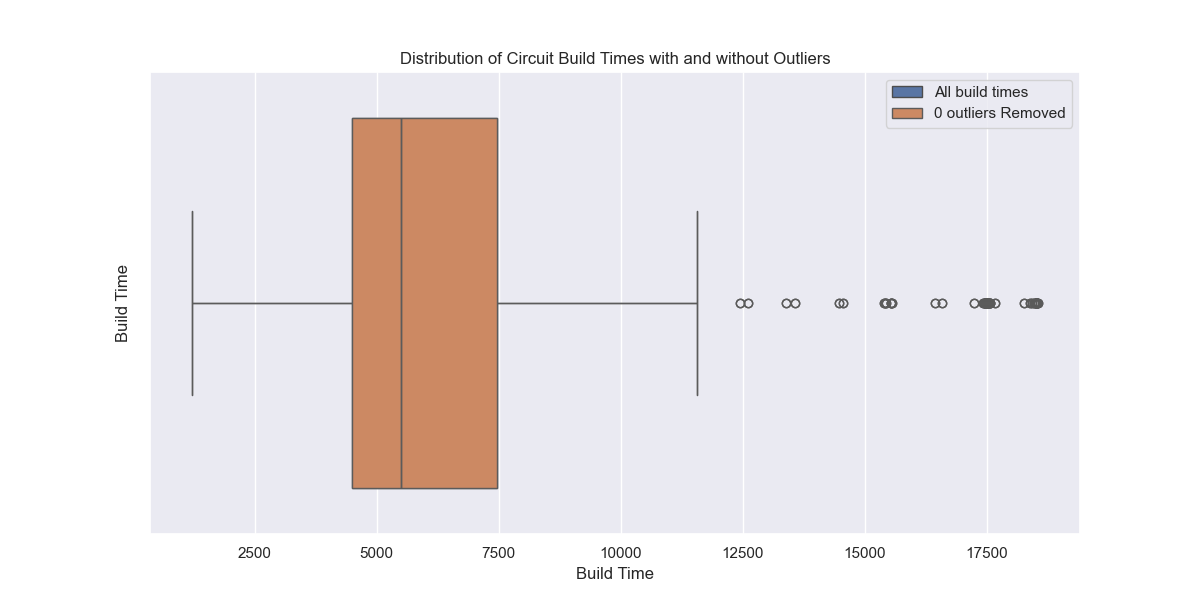 Distribution of Circuit Build Times with and without Outliers
All build times
0 outliers Removed
Build Time
2500 5000 7500 10000 12500 15000 17500
Build Time